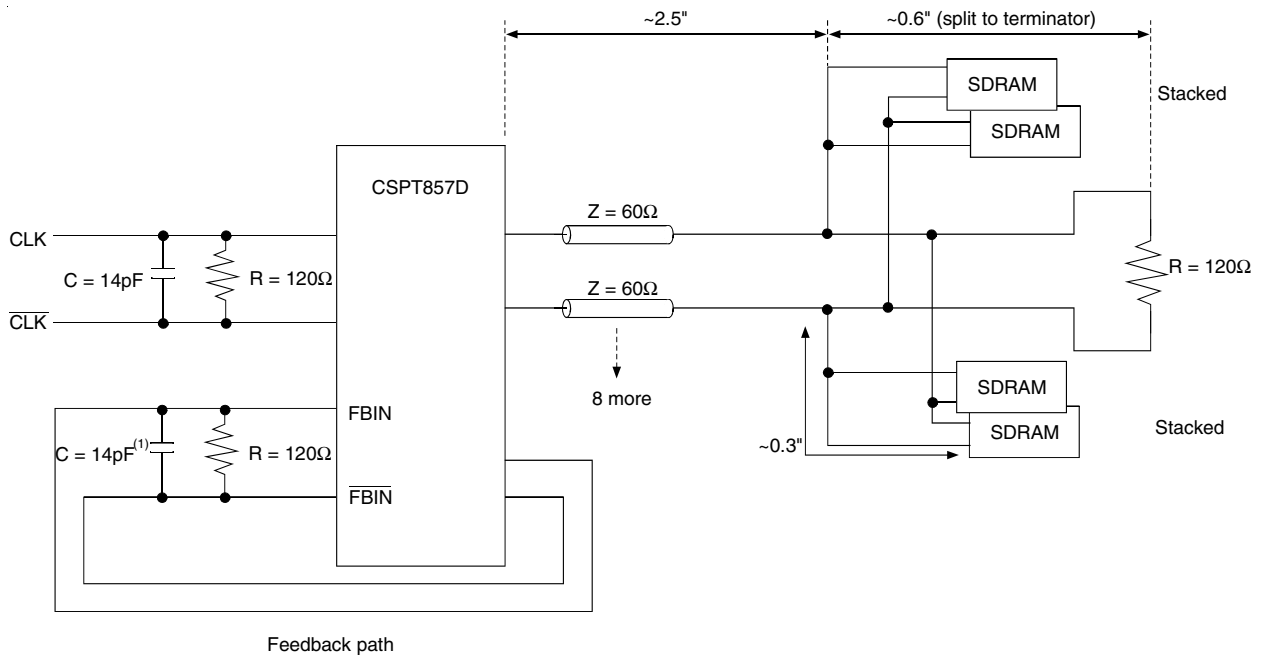 ~2.5"
~0.6" (split to terminator)
SDRAM
Stacked
SDRAM
CSPT857D
Z = 60Ω
CLK
C = 14pF
R = 120Ω
R = 120Ω
CLK
Z = 60Ω
8 more
SDRAM
FBIN
SDRAM
Stacked
C = 14pF(1)
R = 120Ω
~0.3"
FBIN
Feedback path